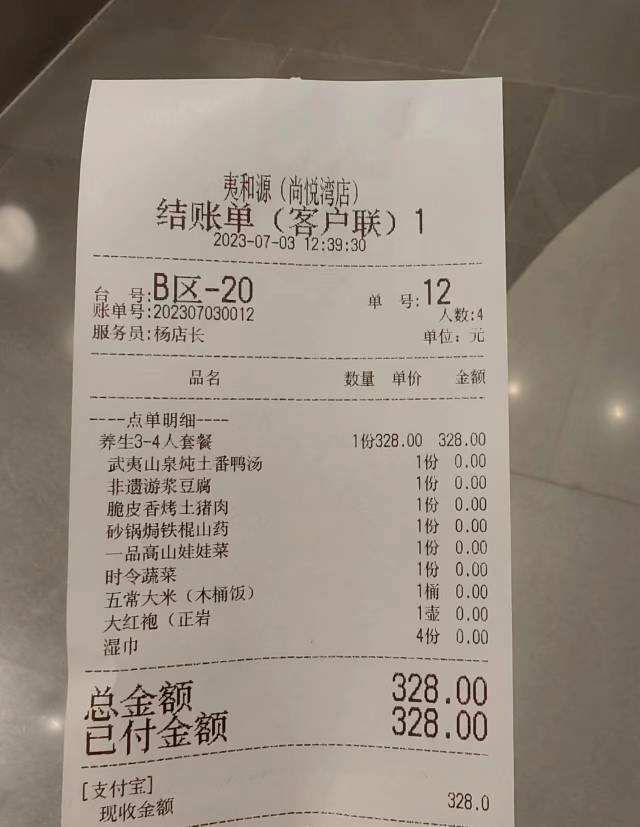 夷和源（尚悦湾店）
结账单（客户联）1
2023-07-03 12:39:30
台 号:B区-20 单 号:12
账单号:202307030012 人数:4
服务员:杨店长 单位: 元
品名 数量 单价 金额
----点单明细----
养生3-4人套餐 1份328.00 328.00
武夷山泉炖土番鸭汤 1份 0.00
非遗游浆豆腐 1份 0.00
脆皮香烤土猪肉 1份 0.00
砂锅焗铁棍山药 1份 0.00
一品高山娃娃菜 1份 0.00
时令蔬菜 1份 0.00
五常大米（木桶饭） 1桶 0.00
大红袍（正岩 1壶 0.00
湿巾 4份 0.00
总金额 328.00
已付金额 328.00
[支付宝]
现收金额 328.0